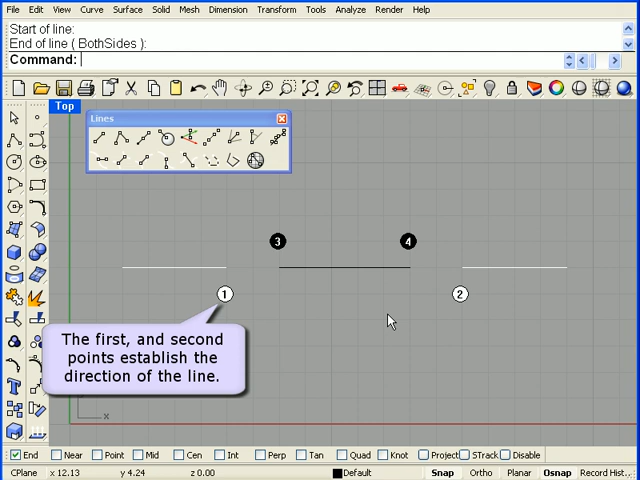 File Edit View Curve Surface Solid Mesh Dimension Transform Tools Analyze Render Help
Start of line:
End of line ( BothSides ):
Command:
Top
Lines
3
4
1
2
The first, and second
points establish the
direction of the line.
x
End Near Point Mid Cen Int Perp Tan Quad Knot Project STrack Disable
CPlane x 12.13 y 4.24 z 0.00 Default Snap Ortho Planar Osnap Record Hist...